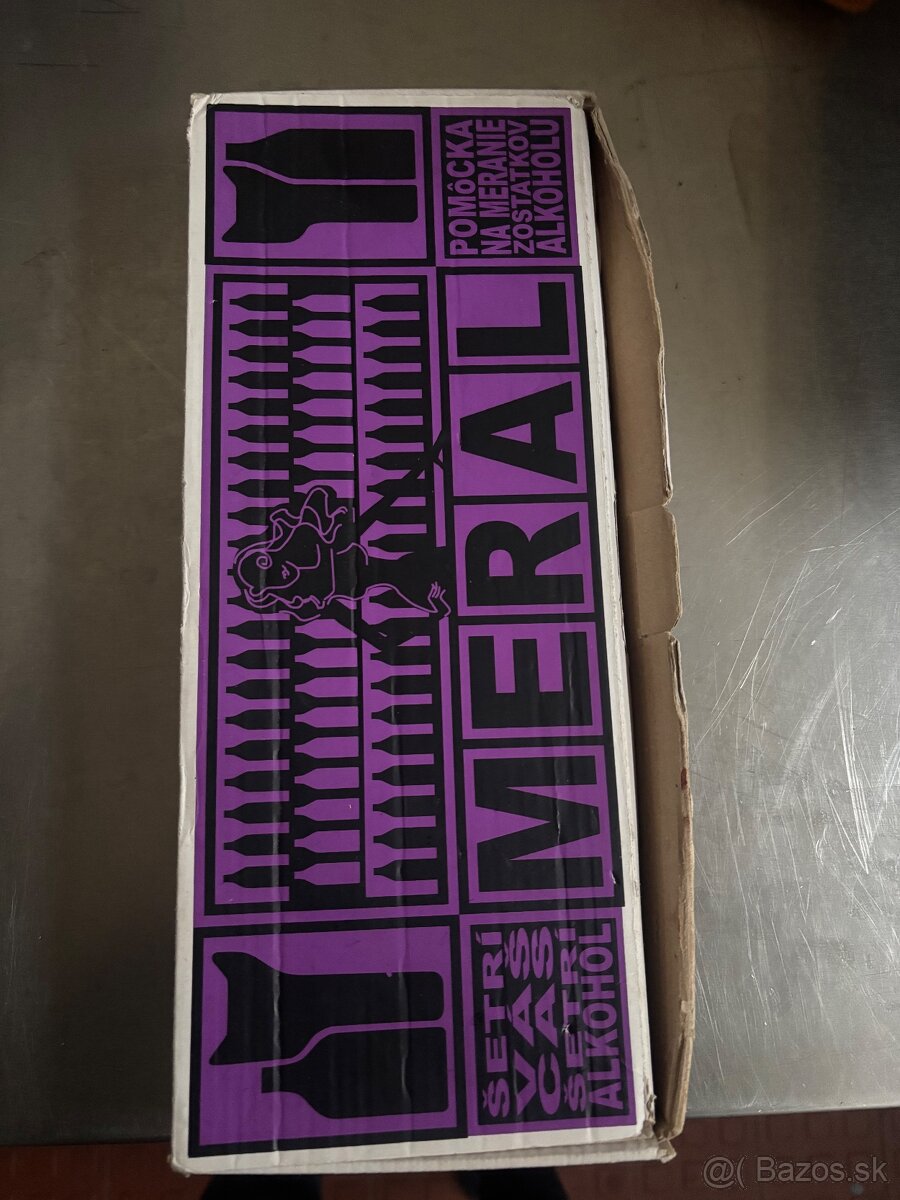 ŠETRÍ
VÁŠ
ČAS
ŠETRÍ
ALKOHOL
MERAL
POMôCKA
NA MERANIE
ZOSTATKOV
ALKOHOLU
@( Bazos.sk